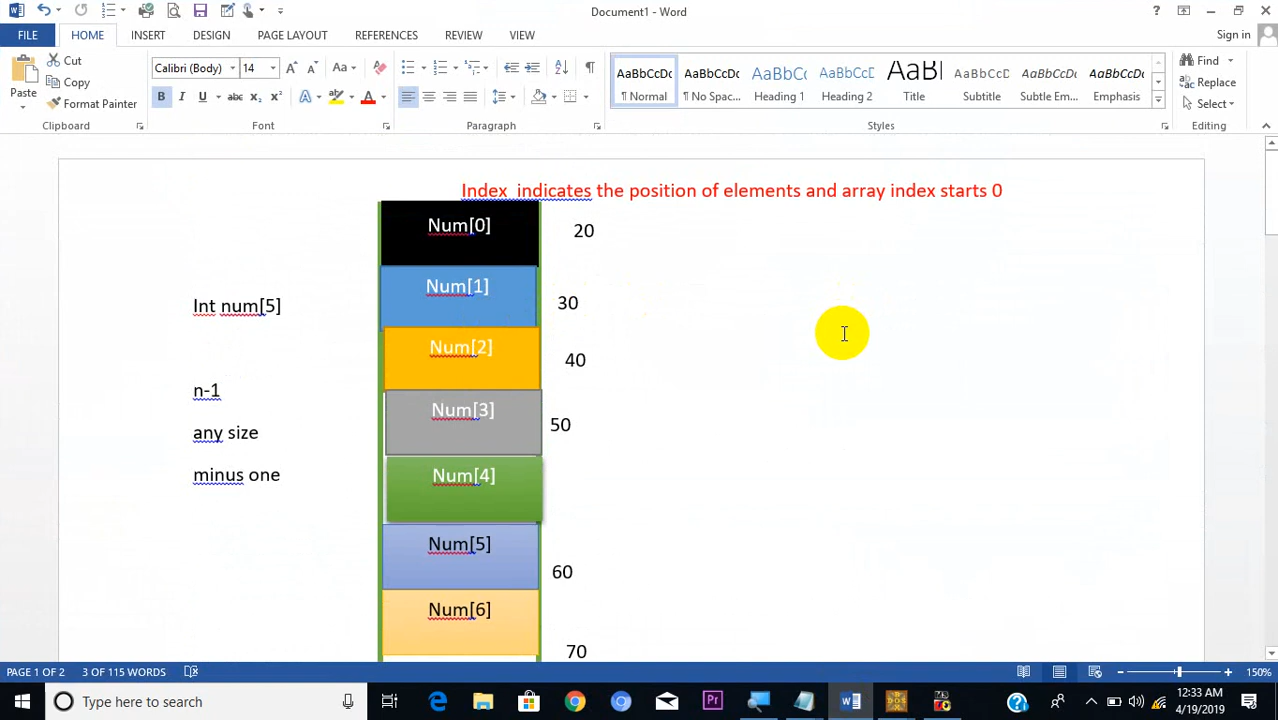 Document1 - Word
Sign in
FILE HOME INSERT DESIGN PAGE LAYOUT REFERENCES REVIEW VIEW
Paste
Cut
Copy
Format Painter
Calibri (Body) 14
AaBbCcDc AaBbCcDc AaBbCc AaBbCcC AaBb AaBbCcDc AaBbCcDc AaBbCcDc
¶ Normal ¶ No Spac... Heading 1 Heading 2 Title Subtitle Subtle Em... Emphasis
Find
Replace
Select
Clipboard Font Paragraph Styles Editing
Index indicates the position of elements and array index starts 0
Num[0] 20
Num[1] 30
Int num[5]
Num[2] 40
n-1
Num[3] 50
any size
minus one
Num[4]
Num[5] 60
Num[6]
70
PAGE 1 OF 2 3 OF 115 WORDS 150%
Type here to search
12:33 AM
4/19/2019